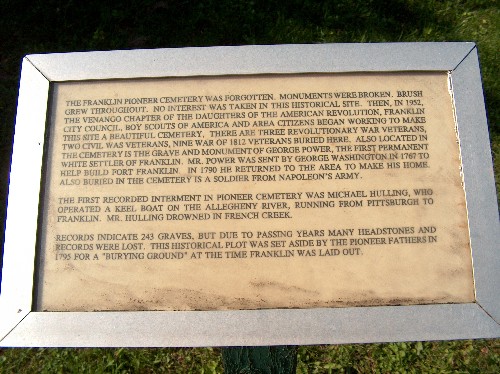 THE FRANKLIN PIONEER CEMETERY WAS FORGOTTEN. MONUMENTS WERE BROKEN. BRUSH
GREW THROUGHOUT. NO INTEREST WAS TAKEN IN THIS HISTORICAL SITE. THEN, IN 1952,
THE VENANGO CHAPTER OF THE DAUGHTERS OF THE AMERICAN REVOLUTION, FRANKLIN
CITY COUNCIL, BOY SCOUTS OF AMERICA AND AREA CITIZENS BEGAN WORKING TO MAKE
THIS SITE A BEAUTIFUL CEMETERY. THERE ARE THREE REVOLUTIONARY WAR VETERANS,
TWO CIVIL WAR VETERANS, NINE WAR OF 1812 VETERANS BURIED HERE. ALSO LOCATED IN
THE CEMETERY IS THE GRAVE AND MONUMENT OF GEORGE POWER, THE FIRST PERMANENT
WHITE SETTLER OF FRANKLIN. MR. POWER WAS SENT BY GEORGE WASHINGTON IN 1767 TO
HELP BUILD FORT FRANKLIN. IN 1790 HE RETURNED TO THE AREA TO MAKE HIS HOME.
ALSO BURIED IN THE CEMETERY IS A SOLDIER FROM NAPOLEON'S ARMY.
THE FIRST RECORDED INTERMENT IN PIONEER CEMETERY WAS MICHAEL HULLING, WHO
OPERATED A KEEL BOAT ON THE ALLEGHENY RIVER, RUNNING FROM PITTSBURGH TO
FRANKLIN. MR. HULLING DROWNED IN FRENCH CREEK.
RECORDS INDICATE 243 GRAVES, BUT DUE TO PASSING YEARS MANY HEADSTONES AND
RECORDS WERE LOST. THIS HISTORICAL PLOT WAS SET ASIDE BY THE PIONEER FATHERS IN
1795 FOR A "BURYING GROUND" AT THE TIME FRANKLIN WAS LAID OUT.